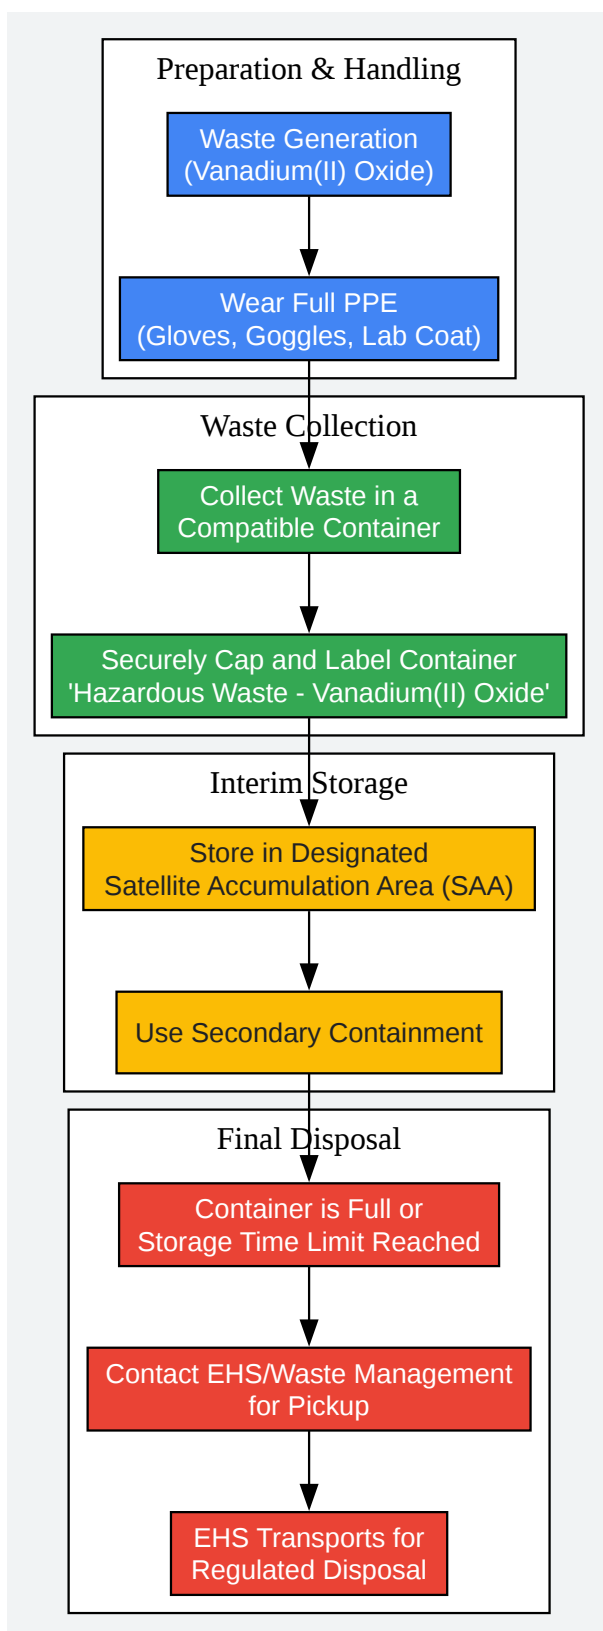 Preparation & Handling
Waste Generation
(Vanadium(II) Oxide)
Wear Full PPE
(Gloves, Goggles, Lab Coat)
Waste Collection
Collect Waste in a
Compatible Container
Securely Cap and Label Container
'Hazardous Waste - Vanadium(II) Oxide'
Interim Storage
Store in Designated
Satellite Accumulation Area (SAA)
Use Secondary Containment
Final Disposal
Container is Full or
Storage Time Limit Reached
Contact EHS/Waste Management
for Pickup
EHS Transports for
Regulated Disposal